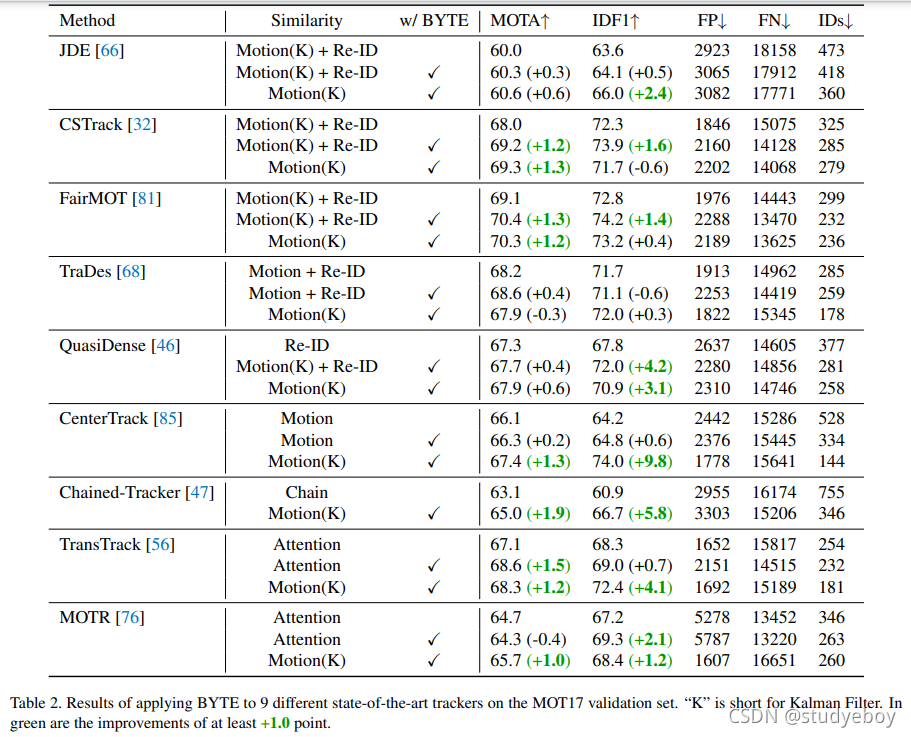 Method Similarity w/ BYTE MOTA↑ IDF1↑ FP↓ FN↓ IDs↓
JDE [66] Motion(K) + Re-ID 60.0 63.6 2923 18158 473
Motion(K) + Re-ID ✓ 60.3 (+0.3) 64.1 (+0.5) 3065 17912 418
Motion(K) ✓ 60.6 (+0.6) 66.0 (+2.4) 3082 17771 360
CSTrack [32] Motion(K) + Re-ID 68.0 72.3 1846 15075 325
Motion(K) + Re-ID ✓ 69.2 (+1.2) 73.9 (+1.6) 2160 14128 285
Motion(K) ✓ 69.3 (+1.3) 71.7 (-0.6) 2202 14068 279
FairMOT [81] Motion(K) + Re-ID 69.1 72.8 1976 14443 299
Motion(K) + Re-ID ✓ 70.4 (+1.3) 74.2 (+1.4) 2288 13470 232
Motion(K) ✓ 70.3 (+1.2) 73.2 (+0.4) 2189 13625 236
TraDes [68] Motion + Re-ID 68.2 71.7 1913 14962 285
Motion + Re-ID ✓ 68.6 (+0.4) 71.1 (-0.6) 2253 14419 259
Motion(K) ✓ 67.9 (-0.3) 72.0 (+0.3) 1822 15345 178
QuasiDense [46] Re-ID 67.3 67.8 2637 14605 377
Motion(K) + Re-ID ✓ 67.7 (+0.4) 72.0 (+4.2) 2280 14856 281
Motion(K) ✓ 67.9 (+0.6) 70.9 (+3.1) 2310 14746 258
CenterTrack [85] Motion 66.1 64.2 2442 15286 528
Motion ✓ 66.3 (+0.2) 64.8 (+0.6) 2376 15445 334
Motion(K) ✓ 67.4 (+1.3) 74.0 (+9.8) 1778 15641 144
Chained-Tracker [47] Chain 63.1 60.9 2955 16174 755
Motion(K) ✓ 65.0 (+1.9) 66.7 (+5.8) 3303 15206 346
TransTrack [56] Attention 67.1 68.3 1652 15817 254
Attention ✓ 68.6 (+1.5) 69.0 (+0.7) 2151 14515 232
Motion(K) ✓ 68.3 (+1.2) 72.4 (+4.1) 1692 15189 181
MOTR [76] Attention 64.7 67.2 5278 13452 346
Attention ✓ 64.3 (-0.4) 69.3 (+2.1) 5787 13220 263
Motion(K) ✓ 65.7 (+1.0) 68.4 (+1.2) 1607 16651 260
Table 2. Results of applying BYTE to 9 different state-of-the-art trackers on the MOT17 validation set. “K” is short for Kalman Filter. In
green are the improvements of at least +1.0 point.
CSDN @studyeboy